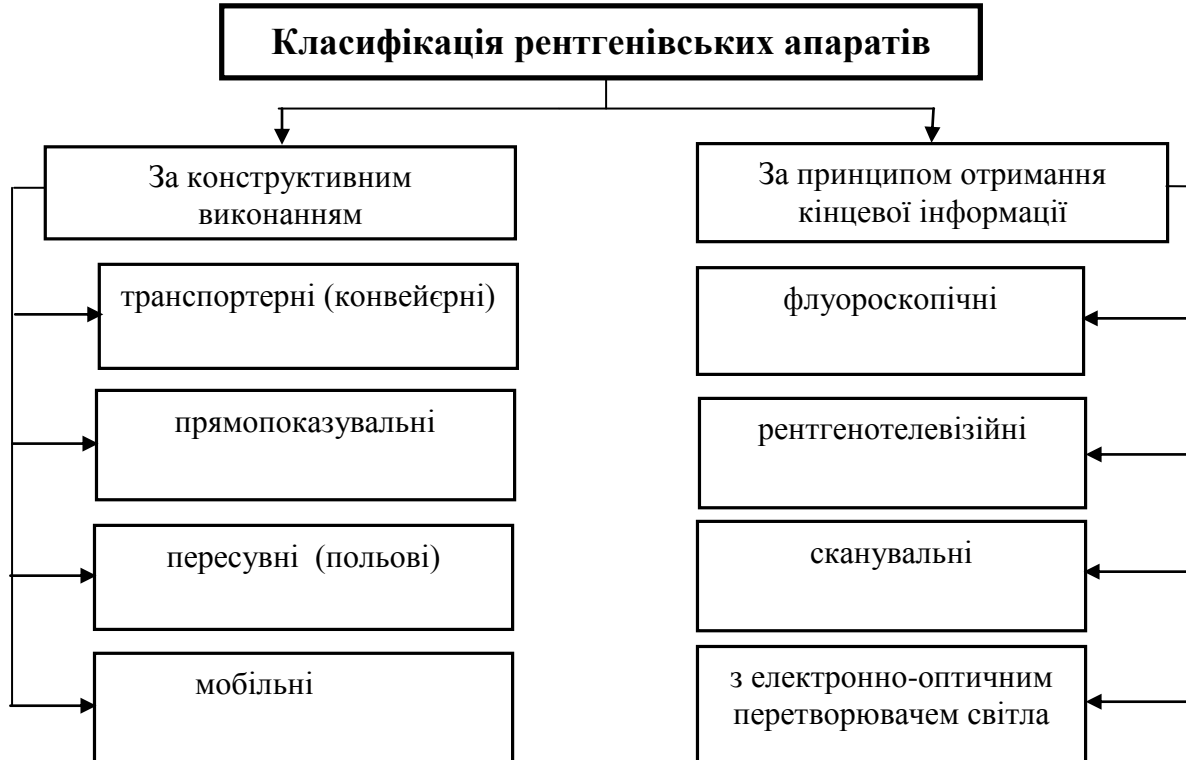 Класифікація рентгенівських апаратів
За конструктивним
виконанням
транспортерні (конвейєрні)
прямопоказувальні
пересувні (польові)
мобільні
За принципом отримання
кінцевої інформації
флуороскопічні
рентгенотелевізійні
сканувальні
з електронно-оптичним
перетворювачем світла